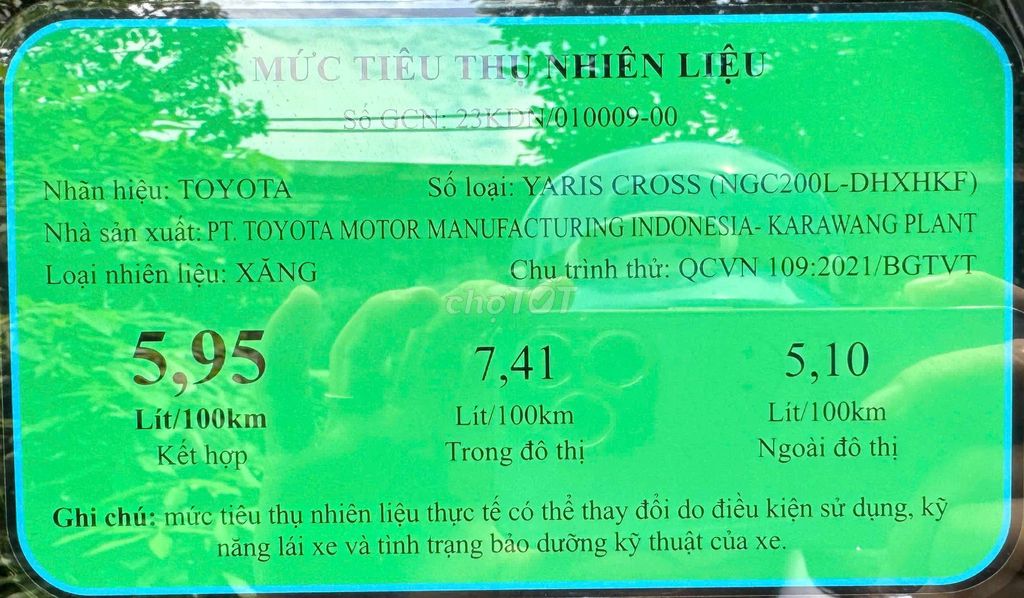 MỨC TIÊU THỤ NHIÊN LIỆU
Số GCN: 23KDN/010009-00
Nhãn hiệu: TOYOTA Số loại: YARIS CROSS (NGC200L-DHXHKF)
Nhà sản xuất: PT. TOYOTA MOTOR MANUFACTURING INDONESIA- KARAWANG PLANT
Loại nhiên liệu: XĂNG Chu trình thử: QCVN 109:2021/BGTVT
chợTỐT
5,95 7,41 5,10
Lít/100km Lít/100km Lít/100km
Kết hợp Trong đô thị Ngoài đô thị
Ghi chú: mức tiêu thụ nhiên liệu thực tế có thể thay đổi do điều kiện sử dụng, kỹ
năng lái xe và tình trạng bảo dưỡng kỹ thuật của xe.